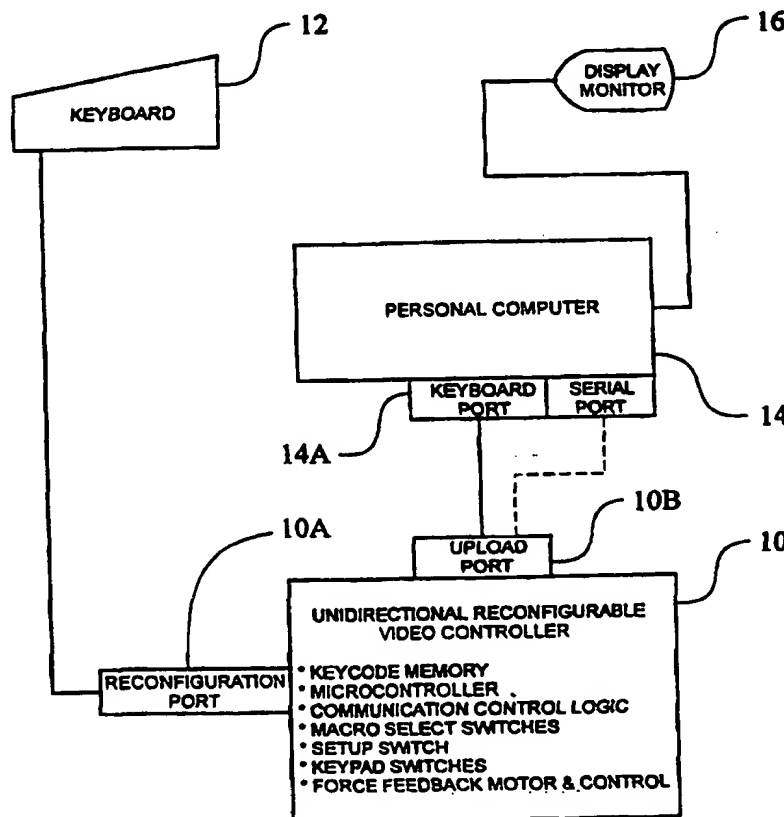 12
KEYBOARD
16
DISPLAY
MONITOR
PERSONAL COMPUTER
KEYBOARD
PORT
SERIAL
PORT
14
14A
10B
10A
UPLOAD
PORT
10
UNIDIRECTIONAL RECONFIGURABLE
VIDEO CONTROLLER
RECONFIGURATION
PORT
* KEYCODE MEMORY
* MICROCONTROLLER
* COMMUNICATION CONTROL LOGIC
* MACRO SELECT SWITCHES
* SETUP SWITCH
* KEYPAD SWITCHES
* FORCE FEEDBACK MOTOR & CONTROL